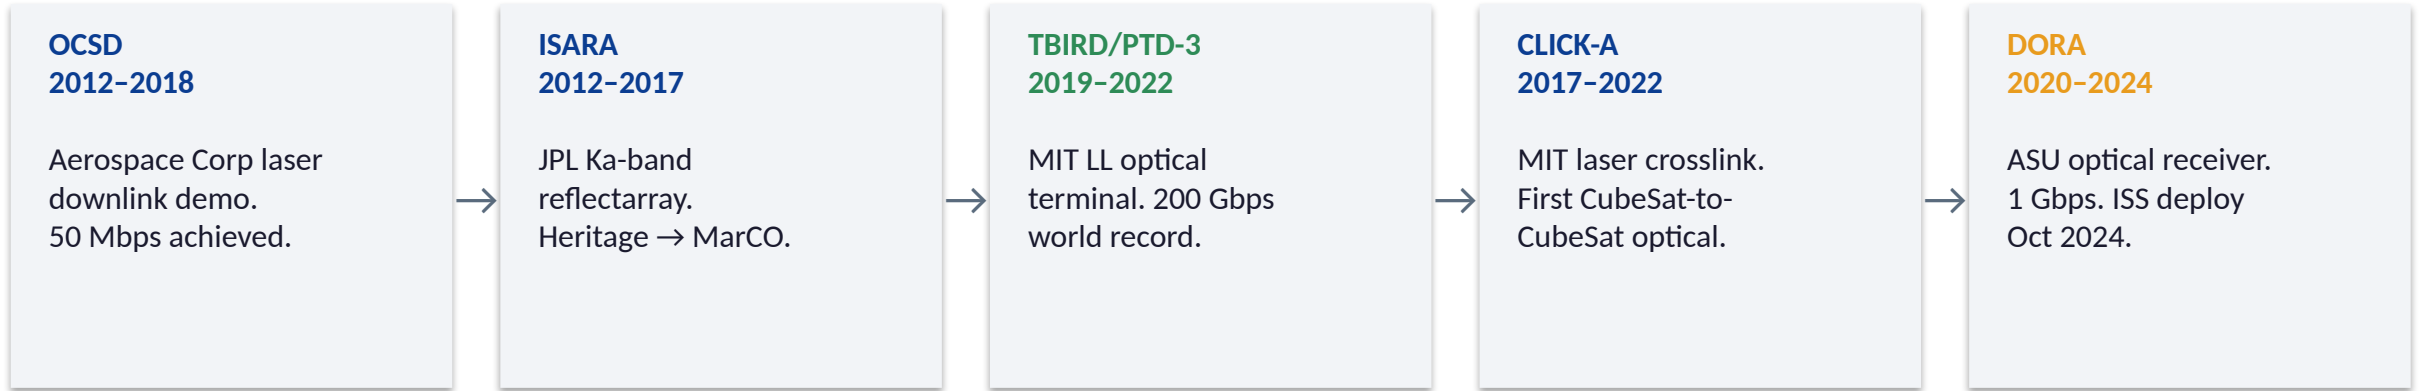 OCSD
2012–2018
Aerospace Corp laser
downlink demo.
50 Mbps achieved.
→
ISARA
2012–2017
JPL Ka-band
reflectarray.
Heritage → MarCO.
→
TBIRD/PTD-3
2019–2022
MIT LL optical
terminal. 200 Gbps
world record.
→
CLICK-A
2017–2022
MIT laser crosslink.
First CubeSat-to-
CubeSat optical.
→
DORA
2020–2024
ASU optical receiver.
1 Gbps. ISS deploy
Oct 2024.